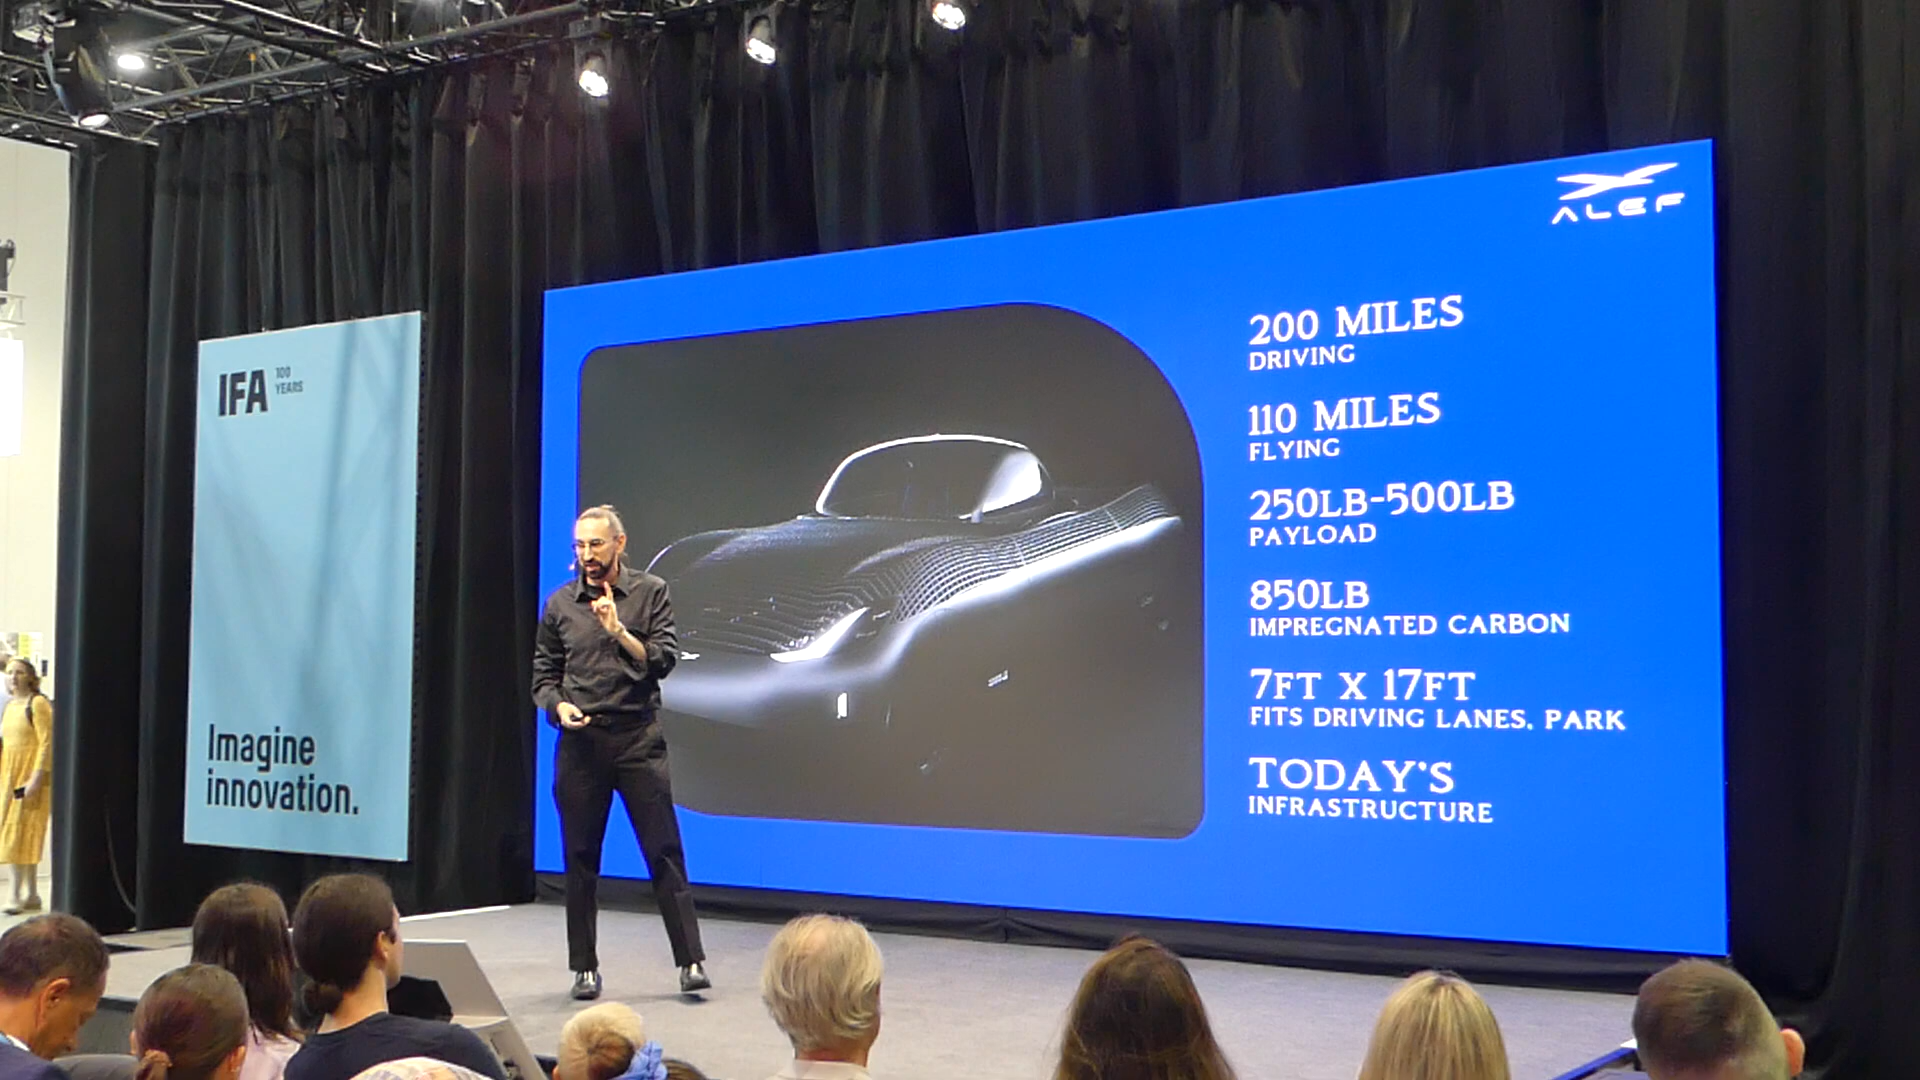 IFA
100
YEARS
Imagine
innovation.
ALEF
200 MILES
DRIVING
110 MILES
FLYING
250LB-500LB
PAYLOAD
850LB
IMPREGNATED CARBON
7FT X 17FT
FITS DRIVING LANES, PARK
TODAY'S
INFRASTRUCTURE